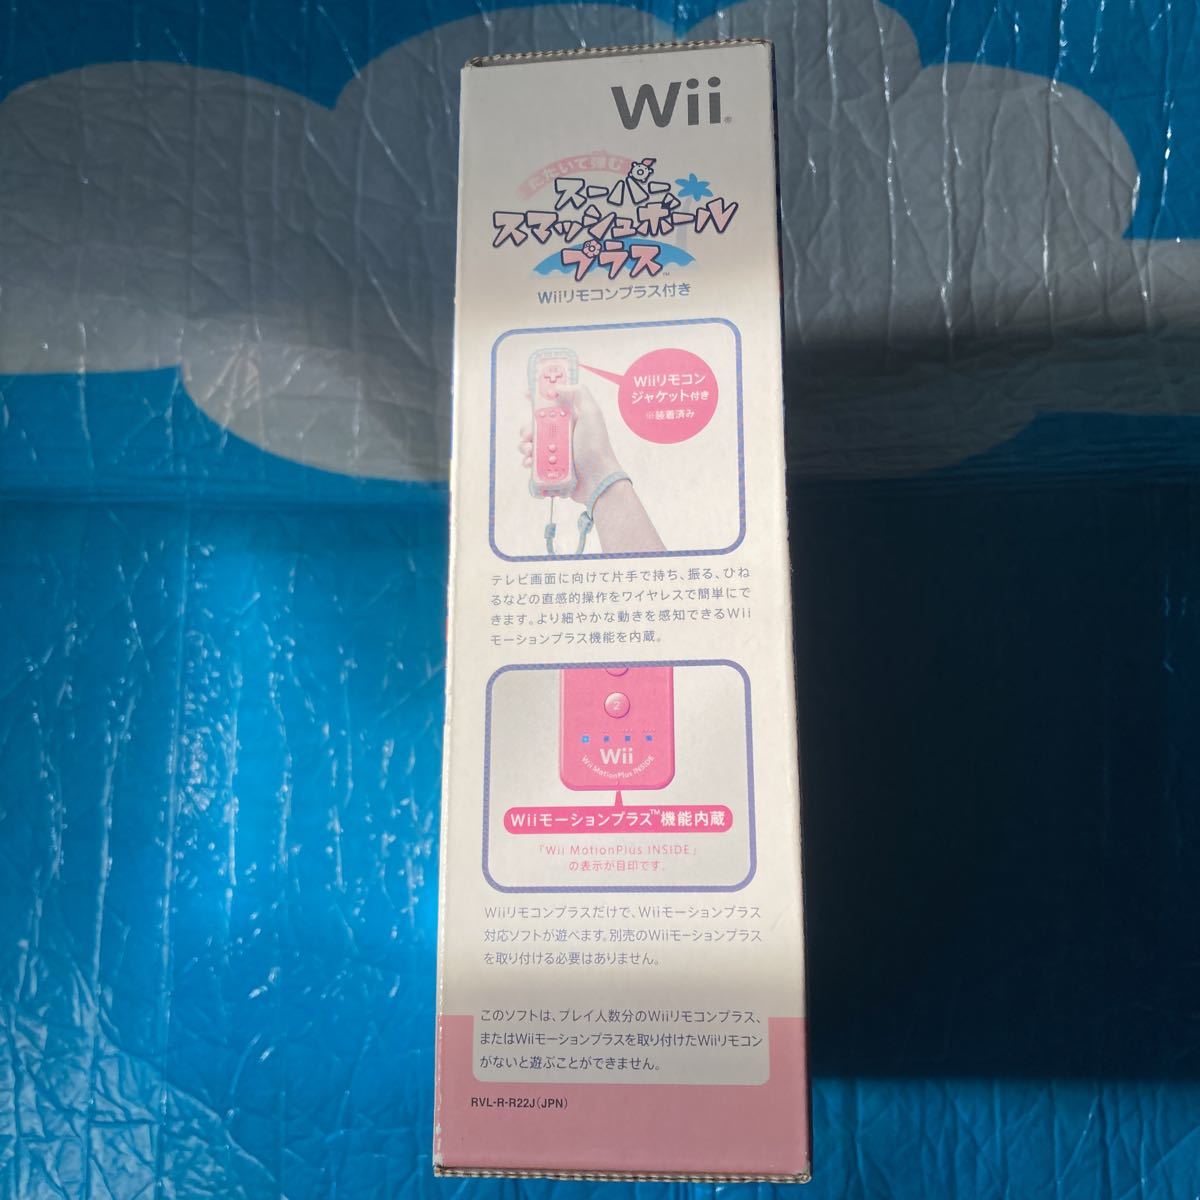 Wii
たたいて弾む
スーパー
スマッシュボール
プラス™
Wiiリモコンプラス付き
Wiiリモコン
ジャケット付き
※装着済み
テレビ画面に向けて片手で持ち、振る、ひね
るなどの直感的操作をワイヤレスで簡単にで
きます。より細やかな動きを感知できるWii
モーションプラス機能を内蔵。
2
Wii
Wii MotionPlus INSIDE
Wiiモーションプラス™機能内蔵
「Wii MotionPlus INSIDE」
の表示が目印です。
Wiiリモコンプラスだけで、Wiiモーションプラス
対応ソフトが遊べます。別売のWiiモーションプラス
を取り付ける必要はありません。
このソフトは、プレイ人数分のWiiリモコンプラス、
またはWiiモーションプラスを取り付けたWiiリモコン
がないと遊ぶことができません。
RVL-R-R22J(JPN)